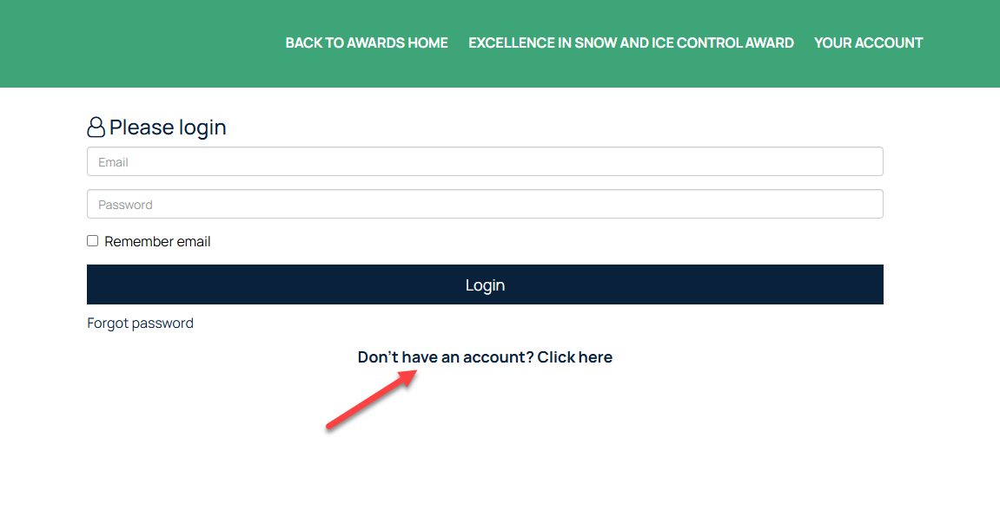 BACK TO AWARDS HOME EXCELLENCE IN SNOW AND ICE CONTROL AWARD YOUR ACCOUNT
Please login
Email
Password
Remember email
Login
Forgot password
Don't have an account? Click here